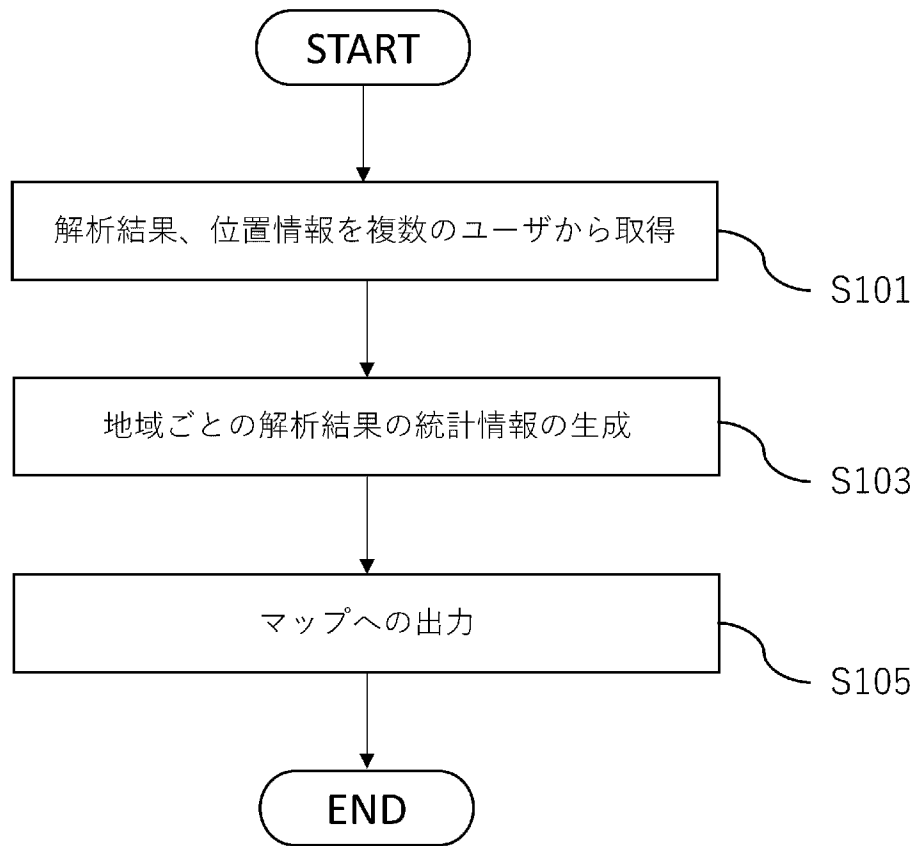 START
解析結果、位置情報を複数のユーザから取得
S101
地域ごとの解析結果の統計情報の生成
S103
マップへの出力
S105
END